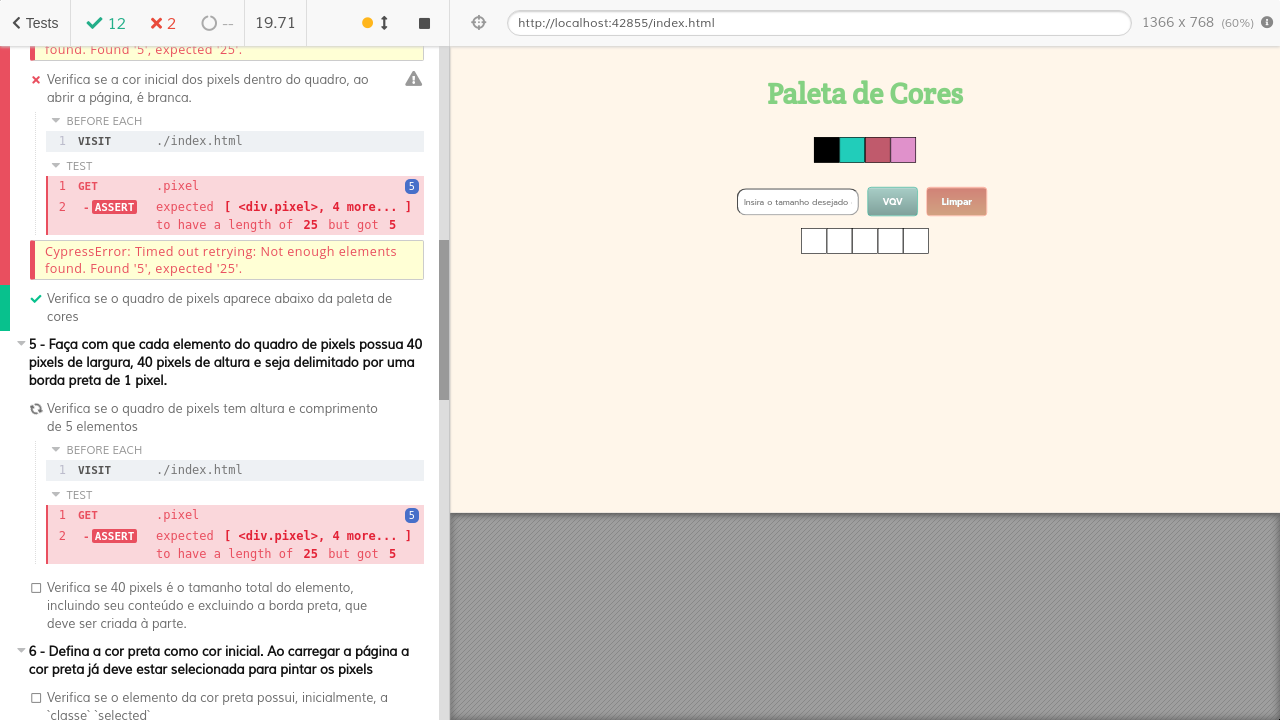 Tests
12
2
--
19.71
http://localhost:42855/index.html
1366 x 768 (60%)
found. Found '5', expected '25'.
Verifica se a cor inicial dos pixels dentro do quadro, ao
abrir a página, é branca.
BEFORE EACH
1 VISIT ./index.html
TEST
1 GET .pixel 5
2 -ASSERT expected [ <div.pixel>, 4 more... ]
to have a length of 25 but got 5
CypressError: Timed out retrying: Not enough elements
found. Found '5', expected '25'.
Verifica se o quadro de pixels aparece abaixo da paleta de
cores
5 - Faça com que cada elemento do quadro de pixels possua 40
pixels de largura, 40 pixels de altura e seja delimitado por uma
borda preta de 1 pixel.
Verifica se o quadro de pixels tem altura e comprimento
de 5 elementos
BEFORE EACH
1 VISIT ./index.html
TEST
1 GET .pixel 5
2 -ASSERT expected [ <div.pixel>, 4 more... ]
to have a length of 25 but got 5
Verifica se 40 pixels é o tamanho total do elemento,
incluindo seu conteúdo e excluindo a borda preta, que
deve ser criada à parte.
6 - Defina a cor preta como cor inicial. Ao carregar a página a
cor preta já deve estar selecionada para pintar os pixels
Verifica se o elemento da cor preta possui, inicialmente, a
`classe` `selected`
Paleta de Cores
Insira o tamanho desejado
VQV
Limpar